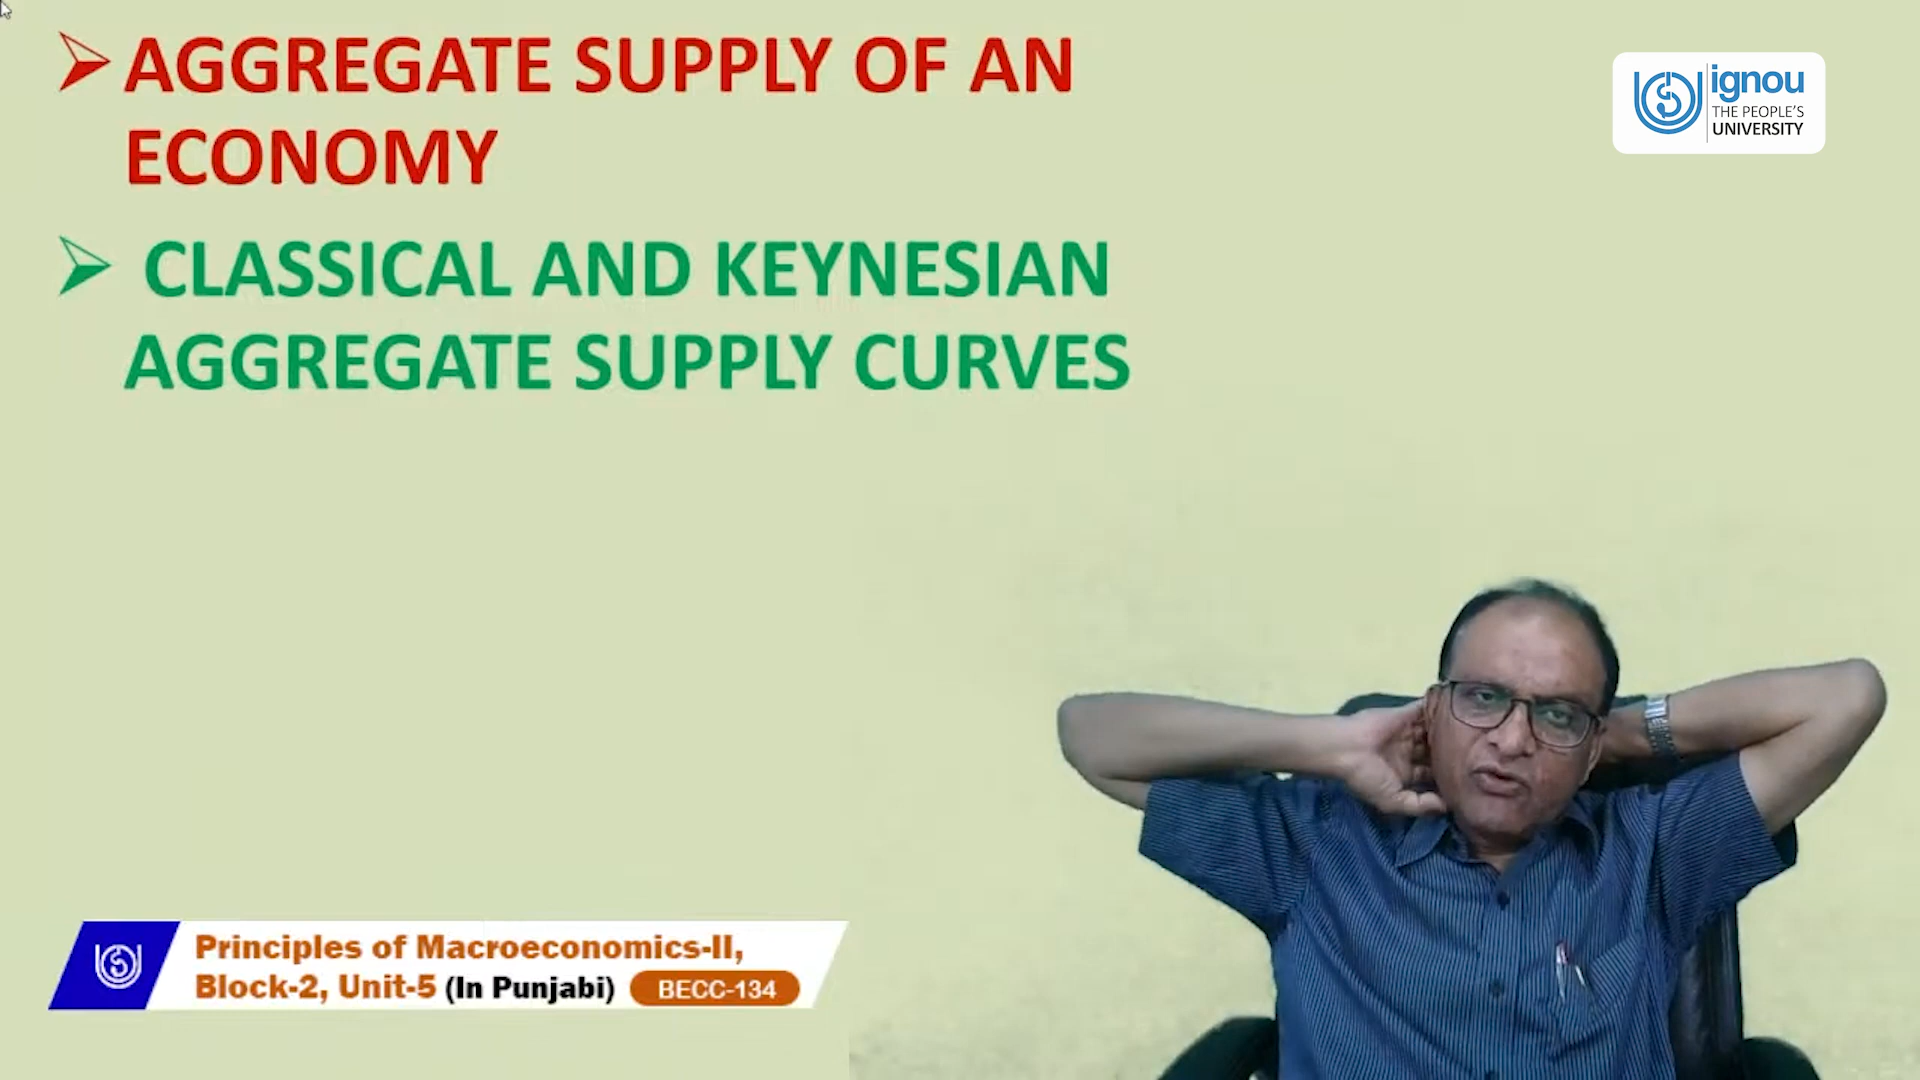 AGGREGATE SUPPLY OF AN
ECONOMY
CLASSICAL AND KEYNESIAN
AGGREGATE SUPPLY CURVES
ignou
THE PEOPLE'S
UNIVERSITY
Principles of Macroeconomics-II,
Block-2, Unit-5 (In Punjabi) BECC-134